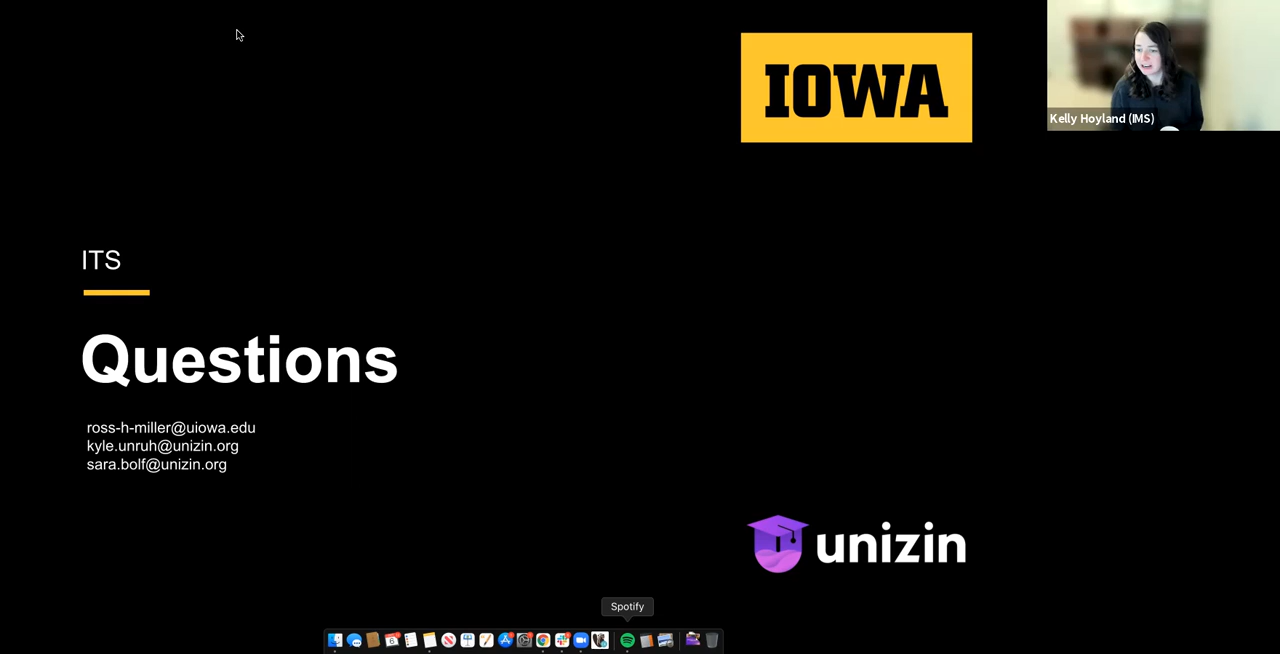 IOWA
Kelly Hoyland (IMS)
ITS
Questions
ross-h-miller@uiowa.edu
kyle.unruh@unizin.org
sara.bolf@unizin.org
unizin
Spotify